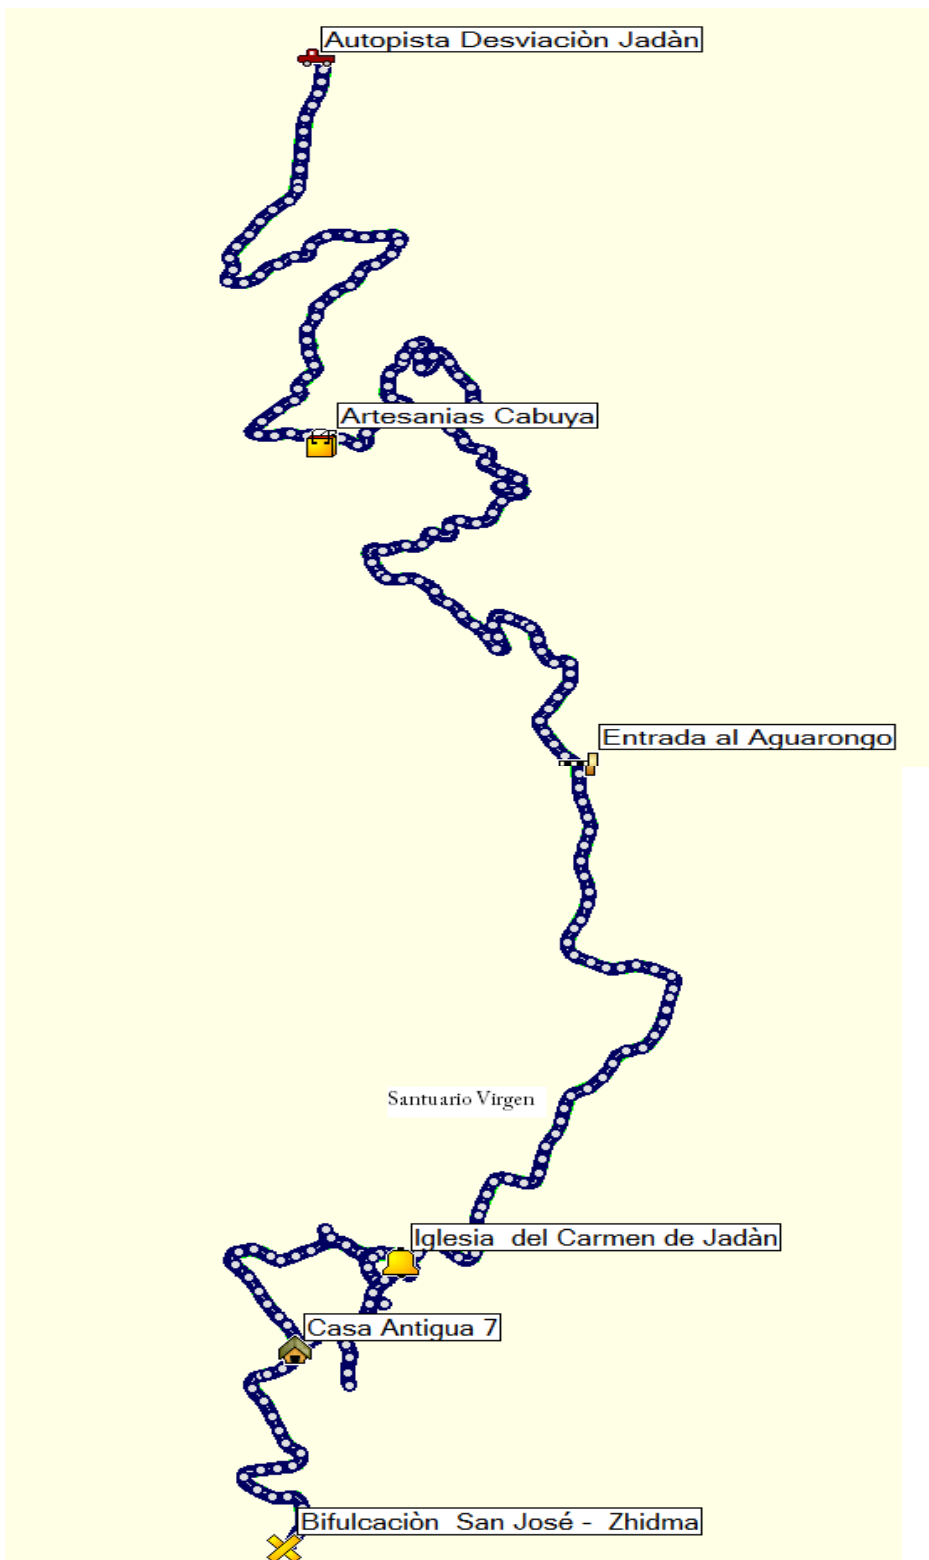 Autopista Desviaciòn Jadàn
Artesanias Cabuya
Entrada al Aguarongo
Santuario Virgen
Iglesia del Carmen de Jadàn
Casa Antigua 7
Bifulcaciòn San José - Zhidma